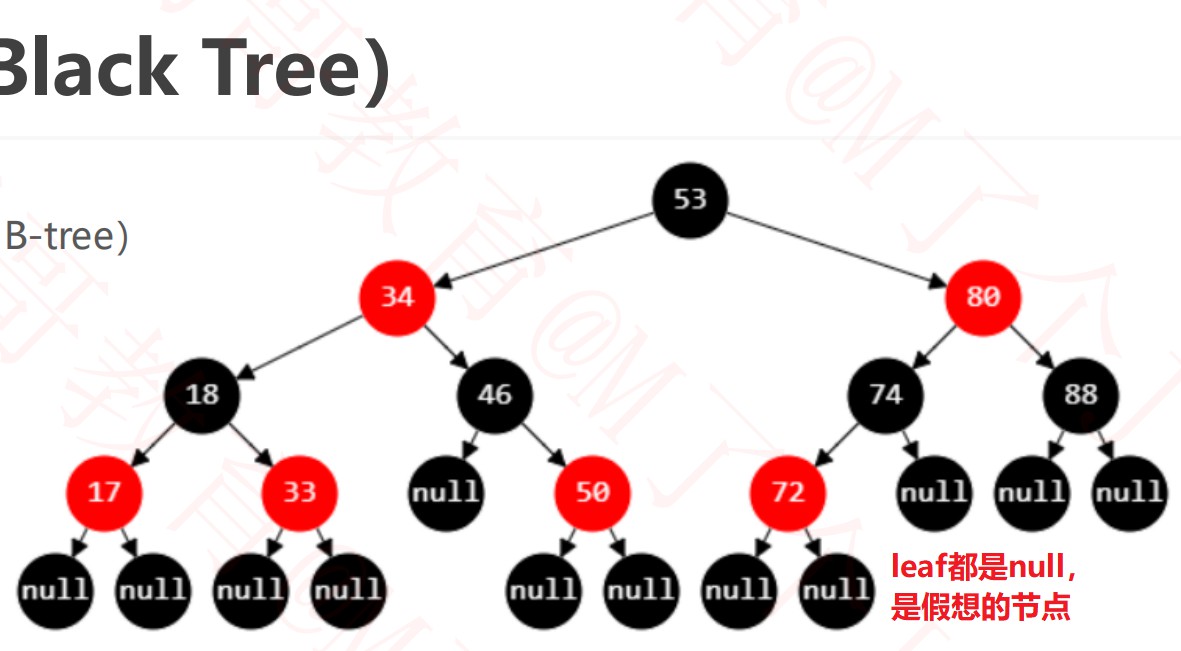 Black Tree）
B-tree）
53
34
80
18
46
74
88
17
33
null
50
72
null
null
null
null
null
null
null
null
null
null
null
leaf都是null，
是假想的节点